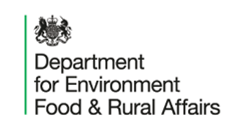 Department
for Environment
Food & Rural Affairs